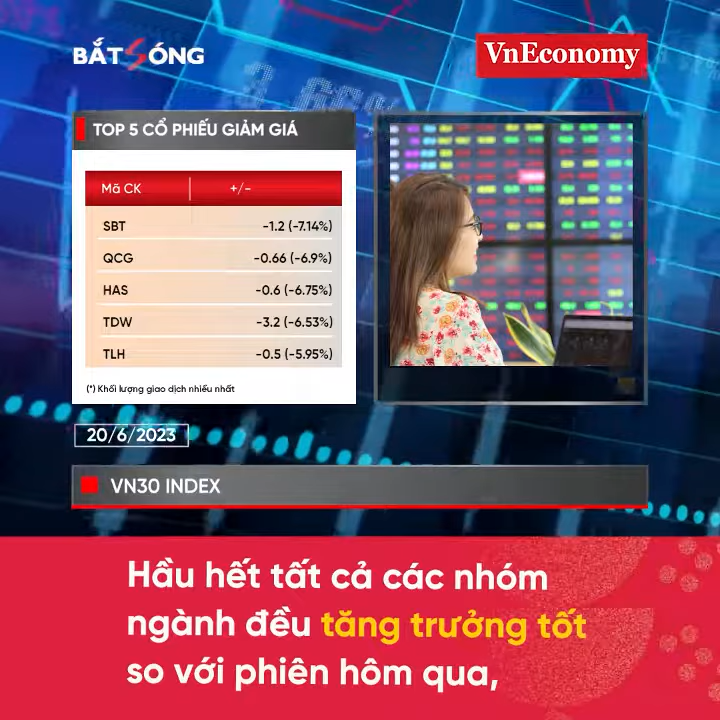 BẮT SÓNG
VnEconomy
TOP 5 CỔ PHIẾU GIẢM GIÁ
Mã CK +/-
SBT -1.2 (-7.14%)
QCG -0.66 (-6.9%)
HAS -0.6 (-6.75%)
TDW -3.2 (-6.53%)
TLH -0.5 (-5.95%)
(*) Khối lượng giao dịch nhiều nhất
20/6/2023
VN30 INDEX
Hầu hết tất cả các nhóm
ngành đều tăng trưởng tốt
so với phiên hôm qua,